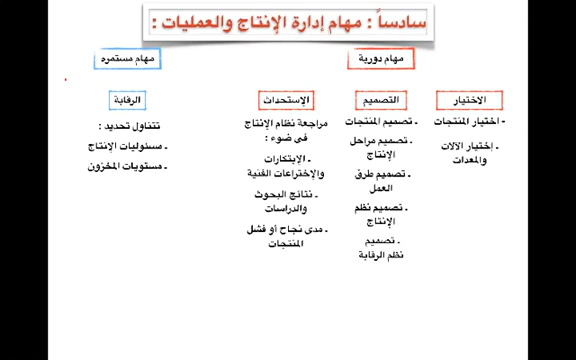 سادساً : مهام إدارة الإنتاج والعمليات :
مهام دورية
مهام مستمرة
الاختيار
- اختيار المنتجات
- إختيار الآلات
والمعدات
التصميم
- تصميم المنتجات
- تصميم مراحل
الإنتاج
- تصميم طرق
العمل
- تصميم نظم
الإنتاج
- تصميم
نظم الرقابة
الإستحداث
مراجعة نظام الإنتاج
في ضوء :
- الإبتكارات
والإختراعات الفنية
- نتائج البحوث
والدراسات
- مدى نجاح أو فشل
المنتجات
الرقابة
تتناول تحديد :
- مسئوليات الإنتاج
- مستويات المخزون